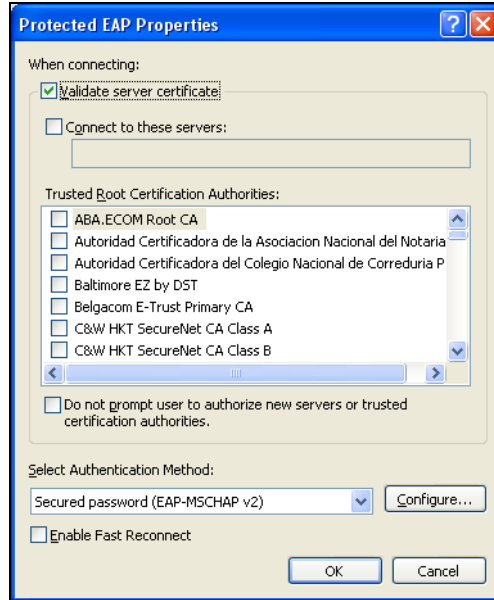 Protected EAP Properties
When connecting:
Validate server certificate
Connect to these servers:
Trusted Root Certification Authorities:
ABA.ECOM Root CA
Autoridad Certificadora de la Asociacion Nacional del Notaria
Autoridad Certificadora del Colegio Nacional de Correduria P
Baltimore EZ by DST
Belgacom E-Trust Primary CA
C&W HKT SecureNet CA Class A
C&W HKT SecureNet CA Class B
Do not prompt user to authorize new servers or trusted
certification authorities.
Select Authentication Method:
Secured password (EAP-MSCHAP v2)
Configure...
Enable Fast Reconnect
OK
Cancel